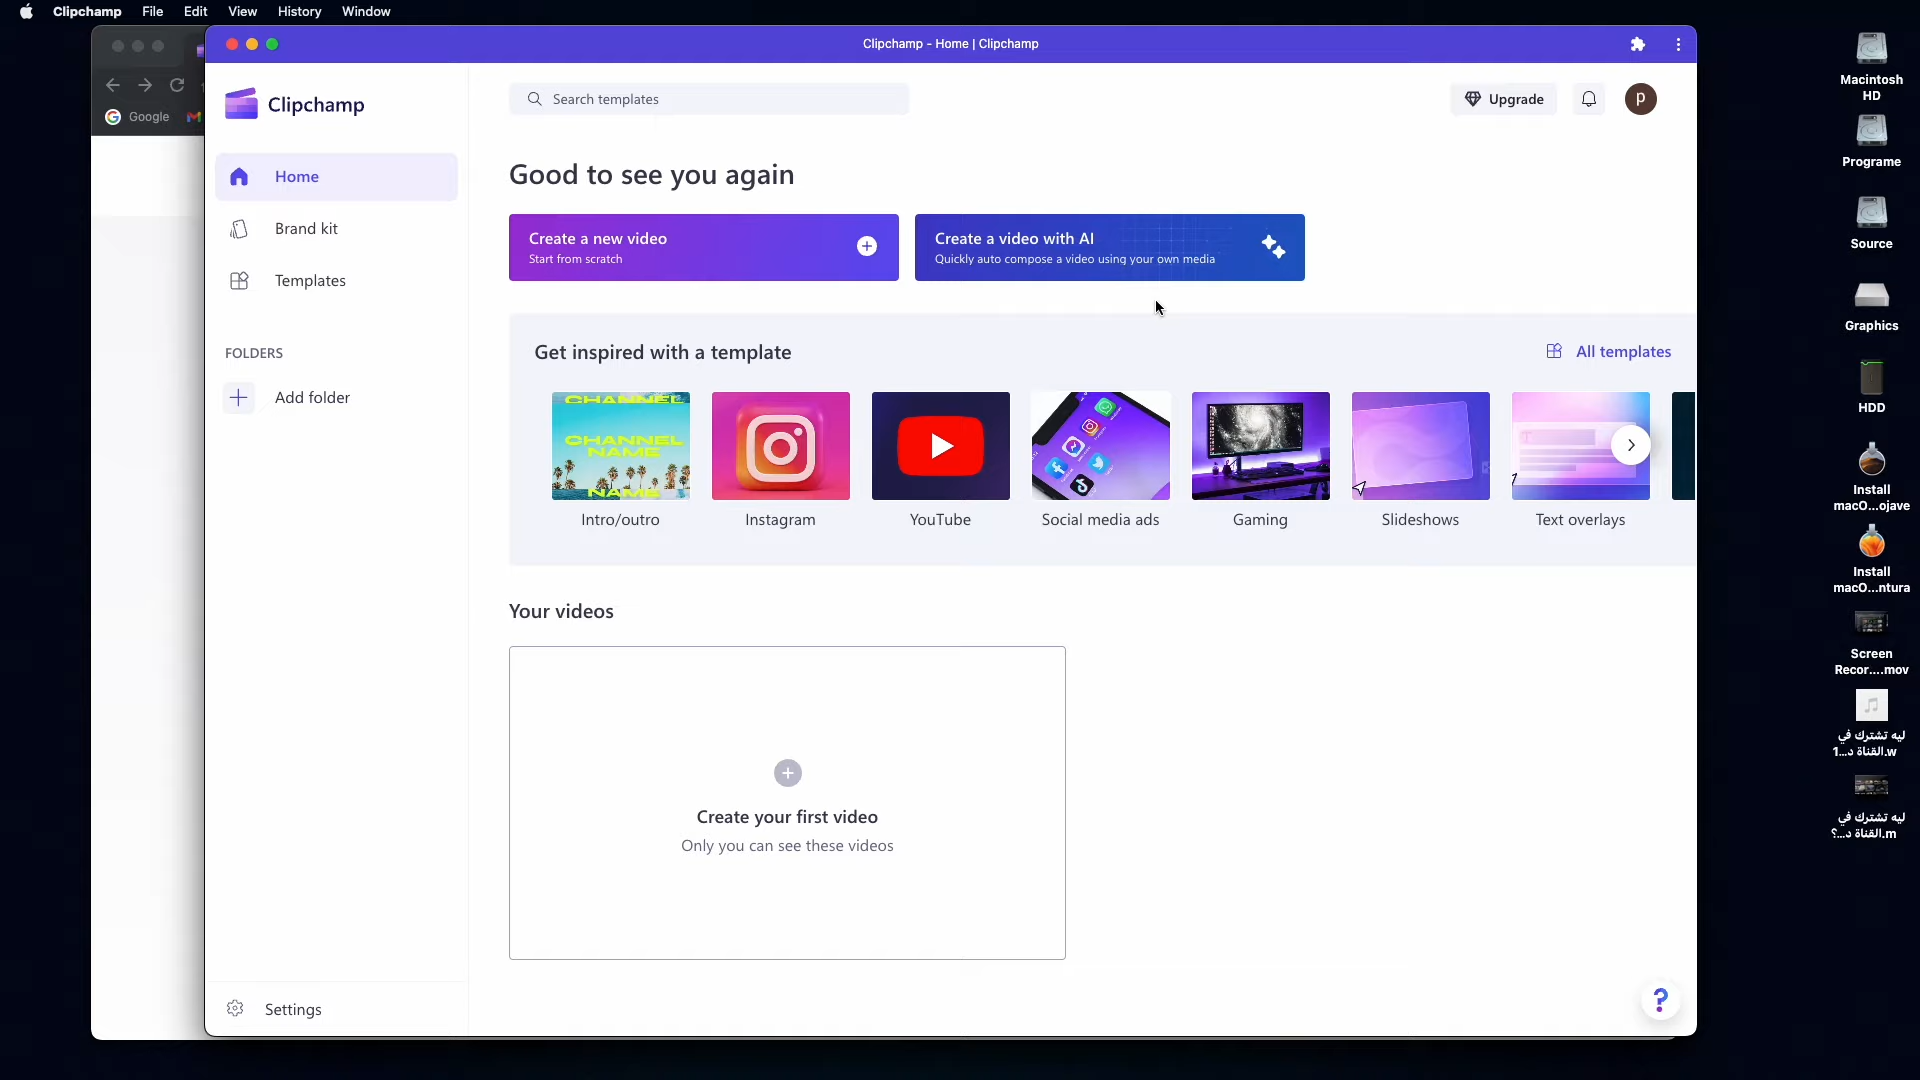 Clipchamp File Edit View History Window
Clipchamp - Home | Clipchamp
Google
Clipchamp
Search templates
Upgrade
P
Home
Brand kit
Templates
FOLDERS
Add folder
Settings
Good to see you again
Create a new video
Start from scratch
Create a video with AI
Quickly auto compose a video using your own media
Get inspired with a template
All templates
CHANNEL
CHANNEL
NAME
NAME
Intro/outro
Instagram
YouTube
Social media ads
Gaming
Slideshows
Text overlays
Your videos
Create your first video
Only you can see these videos
?
Macintosh
HD
Programe
Source
Graphics
HDD
Install
macO...ojave
Install
macO...ntura
Screen
Recor....mov
ليه تشترك في
القناة د...1.w
ليه تشترك في
القناة د...؟.m